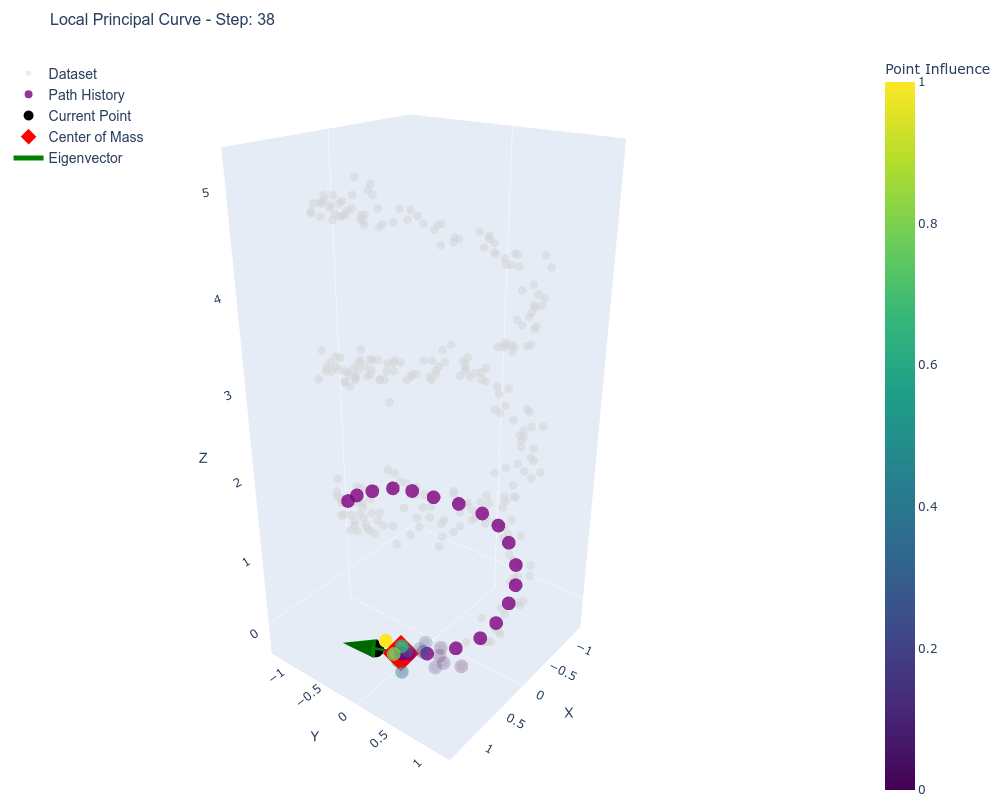 Local Principal Curve - Step: 38
Dataset
Path History
Current Point
Center of Mass
Eigenvector
Point Influence
1
0.8
0.6
0.4
0.2
0
5
4
3
2
1
0
Z
−1
−0.5
0
0.5
1
Y
−1
−0.5
0
0.5
1
X